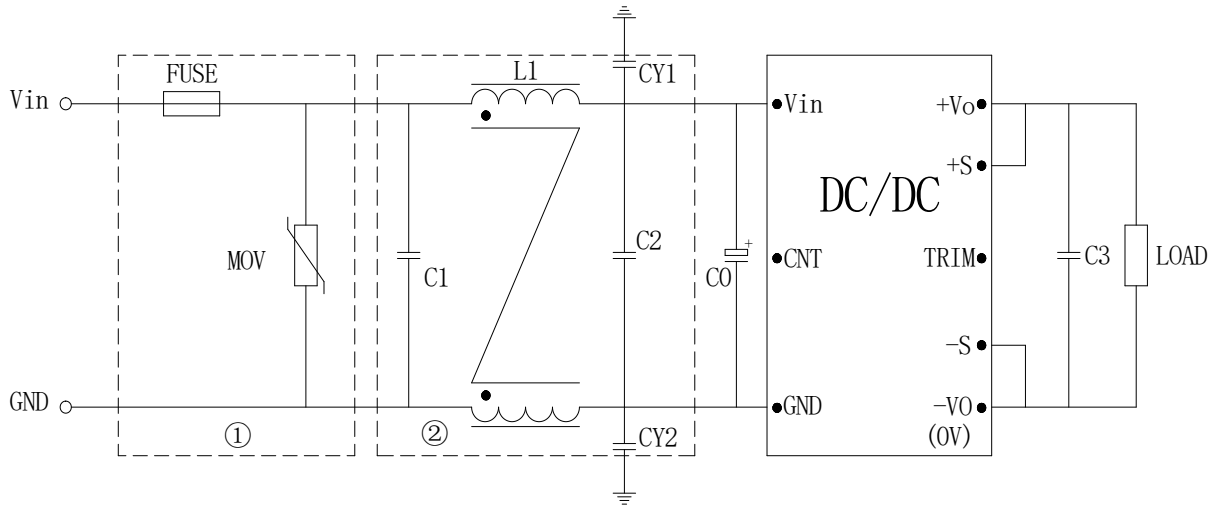 FUSE
L1
CY1
Vin
Vin
+Vo
+S
DC/DC
MOV
C1
C2
+
C0
CNT
TRIM
C3
LOAD
-S
GND
GND
-VO
(0V)
①
②
CY2